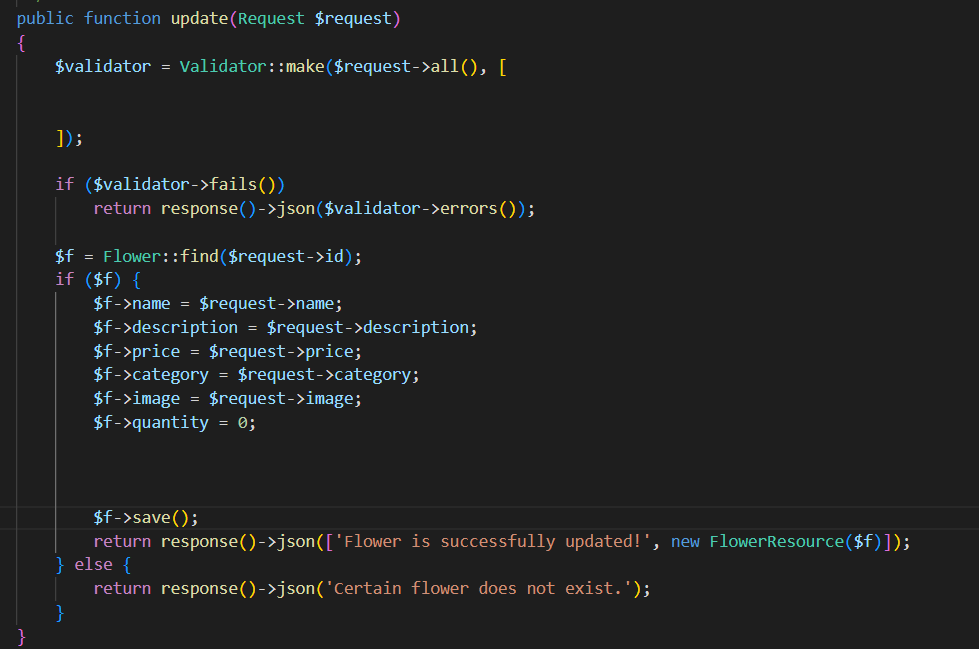 public function update(Request $request)
{
    $validator = Validator::make($request->all(), [
    ]);
    if ($validator->fails())
        return response()->json($validator->errors());
    $f = Flower::find($request->id);
    if ($f) {
        $f->name = $request->name;
        $f->description = $request->description;
        $f->price = $request->price;
        $f->category = $request->category;
        $f->image = $request->image;
        $f->quantity = 0;
        $f->save();
        return response()->json(['Flower is successfully updated!', new FlowerResource($f)]);
    } else {
        return response()->json('Certain flower does not exist.');
    }
}